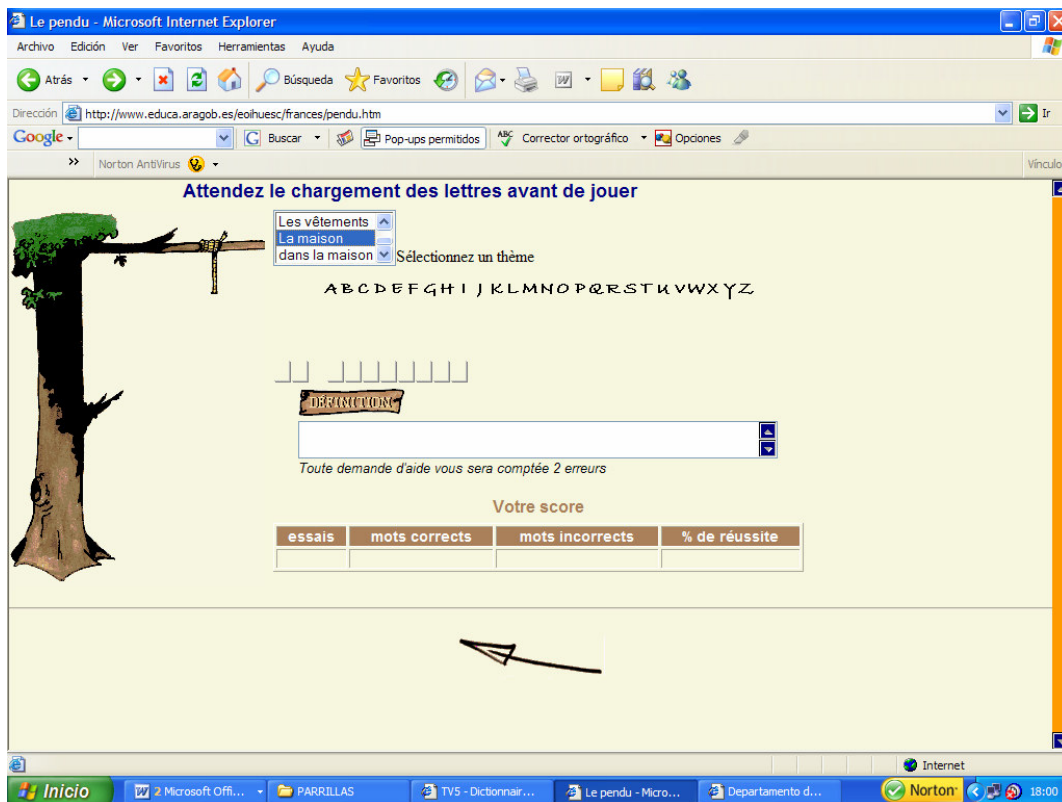 Le pendu - Microsoft Internet Explorer
Archivo Edición Ver Favoritos Herramientas Ayuda
Atrás Búsqueda Favoritos
Dirección http://www.educa.aragob.es/eoihuesc/frances/pendu.htm Ir
Google Buscar Pop-ups permitidos ABC Corrector ortográfico Opciones
Norton AntiVirus Vínculo
Attendez le chargement des lettres avant de jouer
Les vêtements
La maison
dans la maison Sélectionnez un thème
A B C D E F G H I J K L M N O P Q R S T U V W X Y Z
DÉFINITION
Toute demande d'aide vous sera comptée 2 erreurs
Votre score
essais mots corrects mots incorrects % de réussite
Internet
Inicio 2 Microsoft Offi... PARRILLAS TV5 - Dictionnair... Le pendu - Micro... Departamento d... Norton 18:00